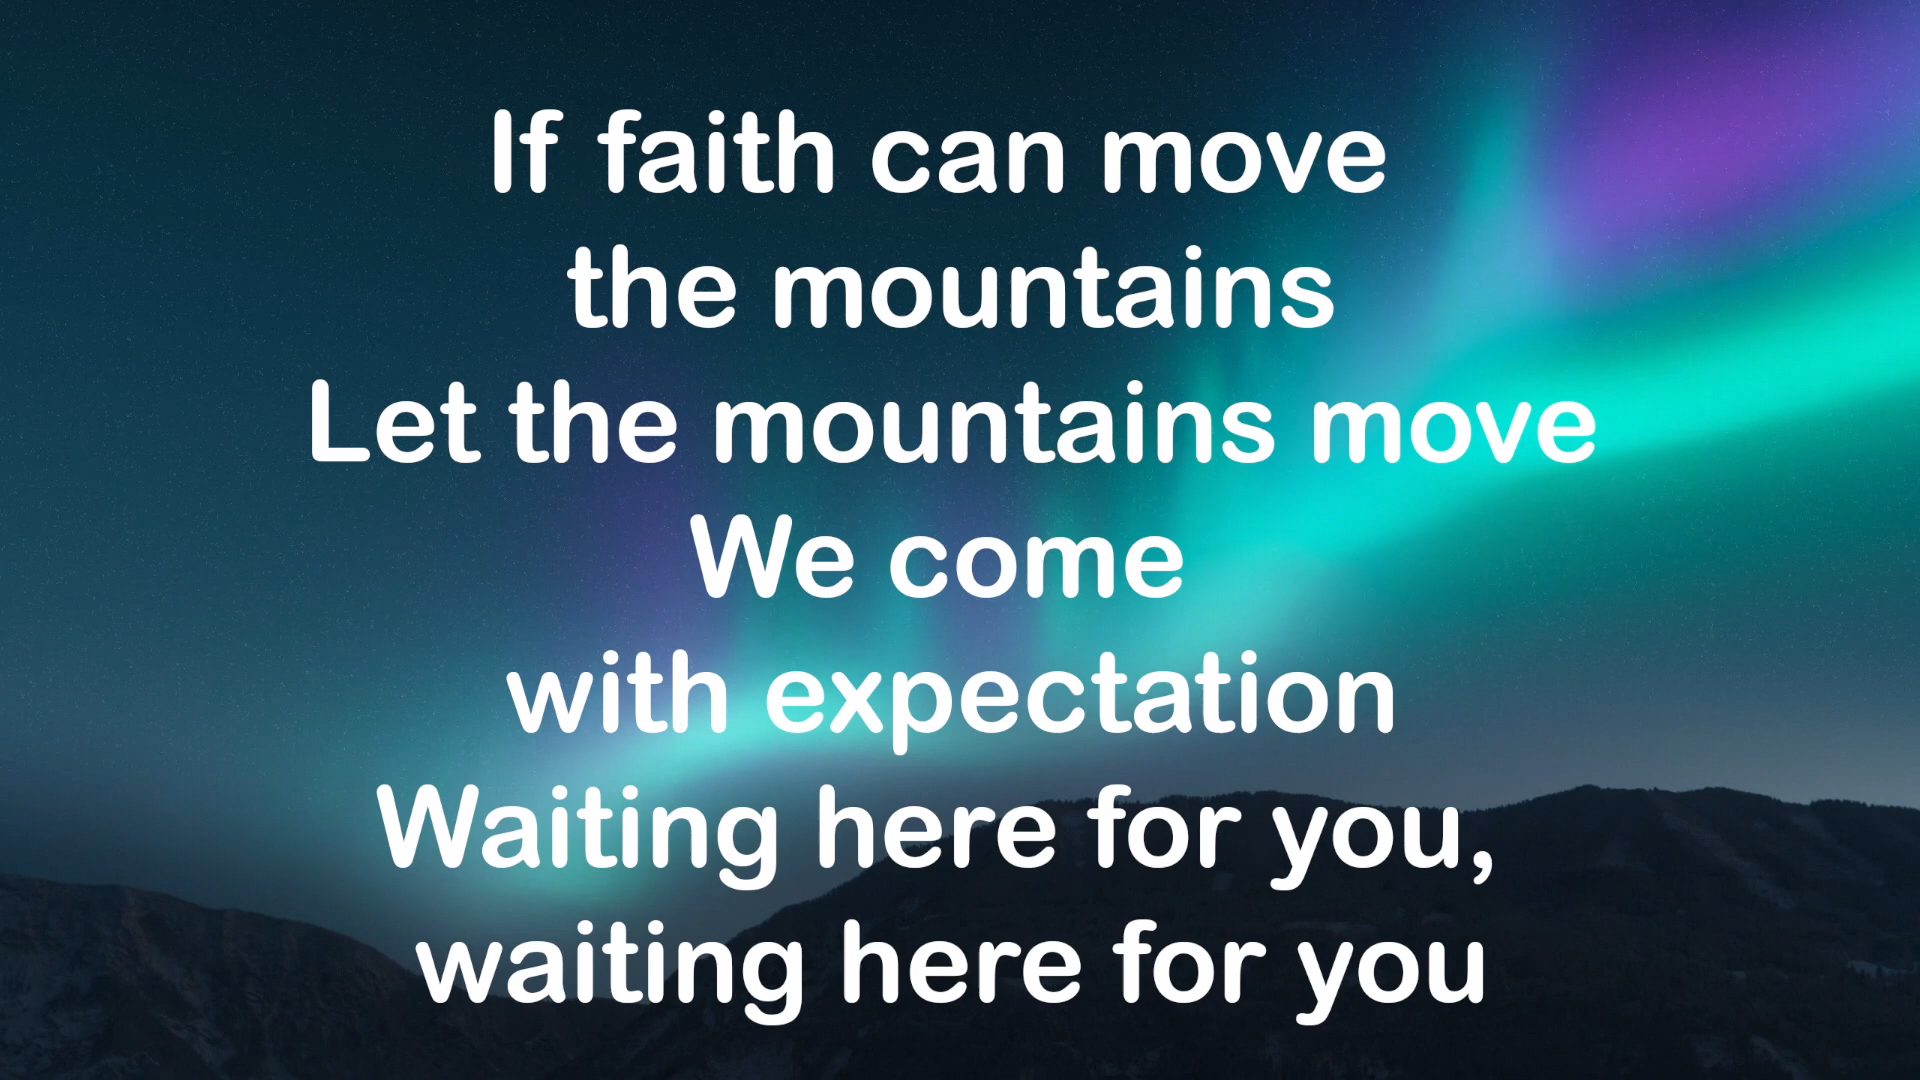 If faith can move
the mountains
Let the mountains move
We come
with expectation
Waiting here for you,
waiting here for you